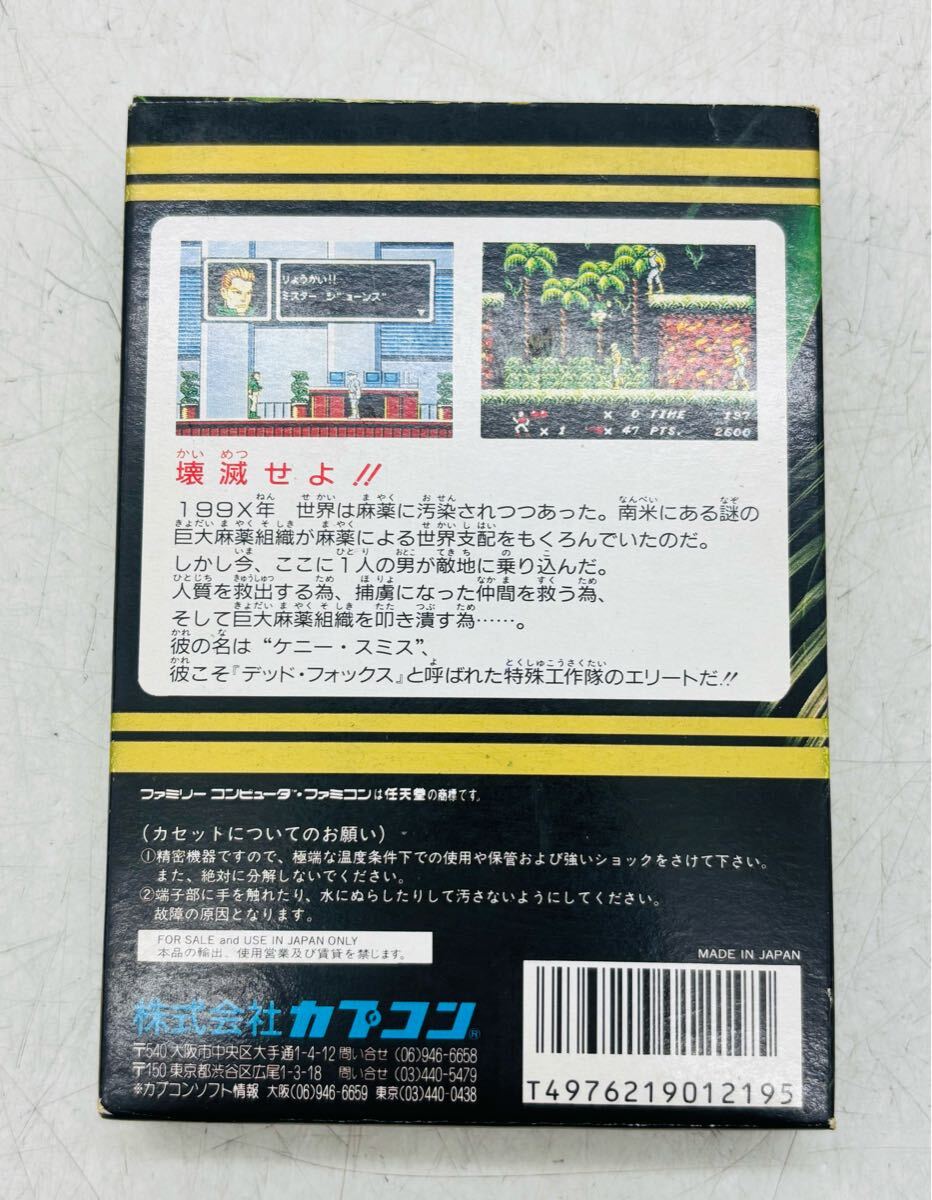 りょうかい!!
ミスター ジョーンズ
× 0 TIME 197
× 1 × 47 PTS. 2600
壊滅せよ!!
199X年 世界は麻薬に汚染されつつあった。南米にある謎の
巨大麻薬組織が麻薬による世界支配をもくろんでいたのだ。
しかし今、ここに1人の男が敵地に乗り込んだ。
人質を救出する為、捕虜になった仲間を救う為、
そして巨大麻薬組織を叩き潰す為……。
彼の名は“ケニー・スミス”、
彼こそ『デッド・フォックス』と呼ばれた特殊工作隊のエリートだ!!
ファミリーコンピュータ・ファミコンは任天堂の商標です。
(カセットについてのお願い)
①精密機器ですので、極端な温度条件下での使用や保管および強いショックをさけて下さい。
また、絶対に分解しないでください。
②端子部に手を触れたり、水にぬらしたりして汚さないようにしてください。
故障の原因となります。
FOR SALE and USE IN JAPAN ONLY
本品の輸出、使用営業及び賃貸を禁じます。
MADE IN JAPAN
株式会社カプコン®
〒540 大阪市中央区大手通1-4-12 問い合せ (06)946-6658
〒150 東京都渋谷区広尾1-3-18 問い合せ (03)440-5479
※カプコンソフト情報 大阪(06)946-6659 東京(03)440-0438
T4976219012195